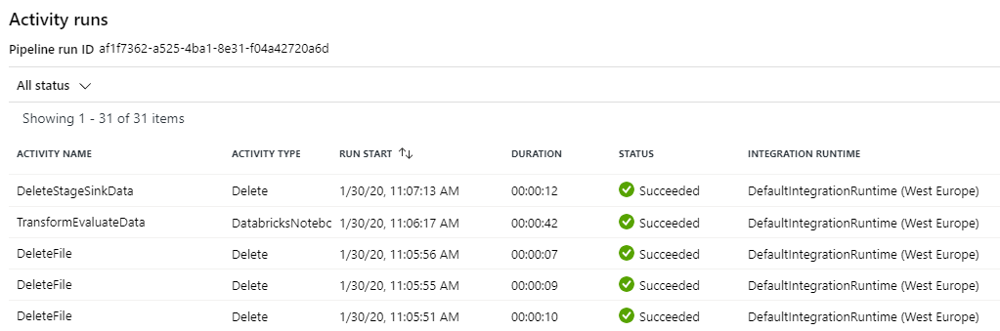 Activity runs
Pipeline run ID af1f7362-a525-4ba1-8e31-f04a42720a6d
All status
Showing 1 - 31 of 31 items
ACTIVITY NAME ACTIVITY TYPE RUN START DURATION STATUS INTEGRATION RUNTIME
DeleteStageSinkData Delete 1/30/20, 11:07:13 AM 00:00:12 Succeeded DefaultIntegrationRuntime (West Europe)
TransformEvaluateData DatabricksNotebc 1/30/20, 11:06:17 AM 00:00:42 Succeeded DefaultIntegrationRuntime (West Europe)
DeleteFile Delete 1/30/20, 11:05:56 AM 00:00:07 Succeeded DefaultIntegrationRuntime (West Europe)
DeleteFile Delete 1/30/20, 11:05:55 AM 00:00:09 Succeeded DefaultIntegrationRuntime (West Europe)
DeleteFile Delete 1/30/20, 11:05:51 AM 00:00:10 Succeeded DefaultIntegrationRuntime (West Europe)